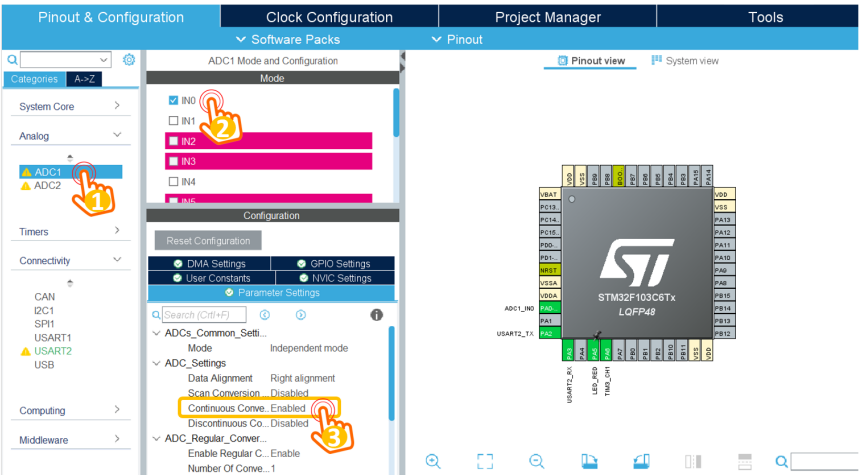 Pinout & Configuration
Clock Configuration
Project Manager
Tools
Software Packs
Pinout
Categories A->Z
System Core
Analog
ADC1
ADC2
1
Timers
Connectivity
CAN
I2C1
SPI1
USART1
USART2
USB
Computing
Middleware
ADC1 Mode and Configuration
Mode
IN0
IN1
2
IN2
IN3
IN4
IN5
Configuration
Reset Configuration
DMA Settings
GPIO Settings
User Constants
NVIC Settings
Parameter Settings
Search (Crtl+F)
ADCs_Common_Setti...
Mode Independent mode
ADC_Settings
Data Alignment Right alignment
Scan Conversion ... Disabled
Continuous Conve.. Enabled
Discontinuous Co... Disabled
3
ADC_Regular_Conver...
Enable Regular C... Enable
Number Of Conve... 1
Pinout view
System view
VDD
VSS
PB9
PB8
BOO..
PB7
PB6
PB5
PB4
PB3
PA15
PA14
VBAT
PC13..
PC14..
PC15..
PD0-..
PD1-..
NRST
VSSA
VDDA
ADC1_IN0 PA0-..
PA1
USART2_TX PA2
VDD
VSS
PA13
PA12
PA11
PA10
PA9
PA8
PB15
PB14
PB13
PB12
ST
STM32F103C6Tx
LQFP48
PA3
PA4
PA5
PA6
PA7
PB0
PB1
PB2
PB10
PB11
VSS
VDD
USART2_RX
LED_RED
TIM3_CH1